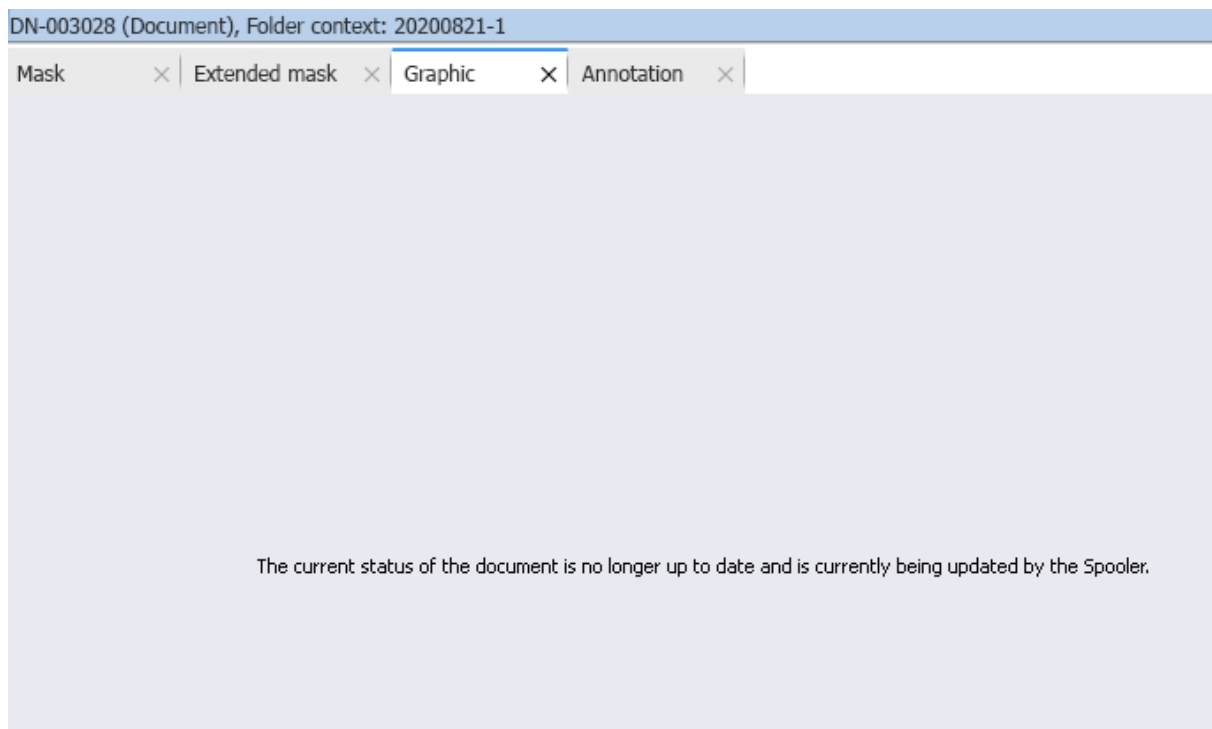 DN-003028 (Document), Folder context: 20200821-1
Mask Extended mask Graphic Annotation
The current status of the document is no longer up to date and is currently being updated by the Spooler.